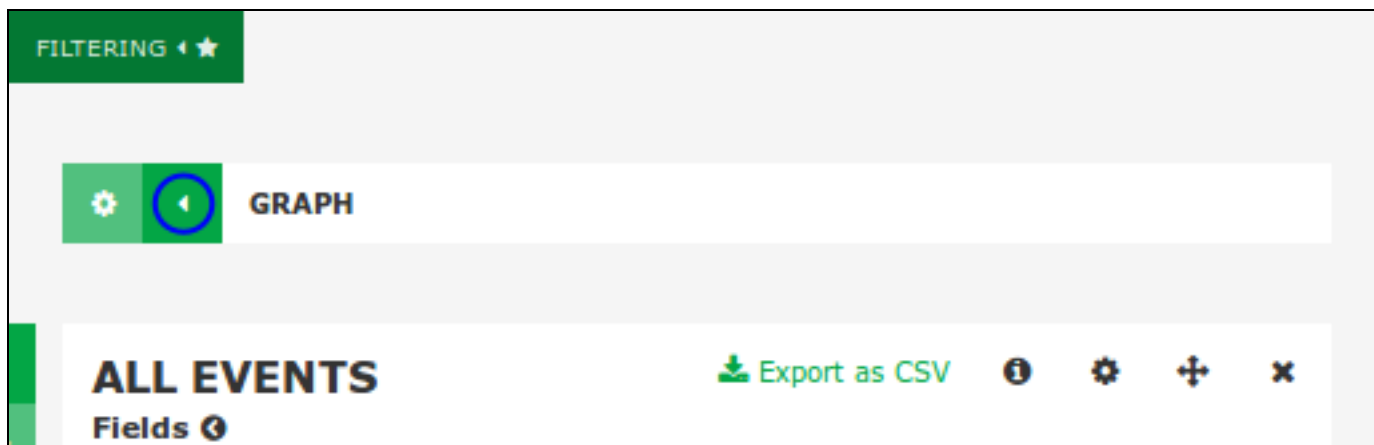 FILTERING
GRAPH
ALL EVENTS
Export as CSV
Fields